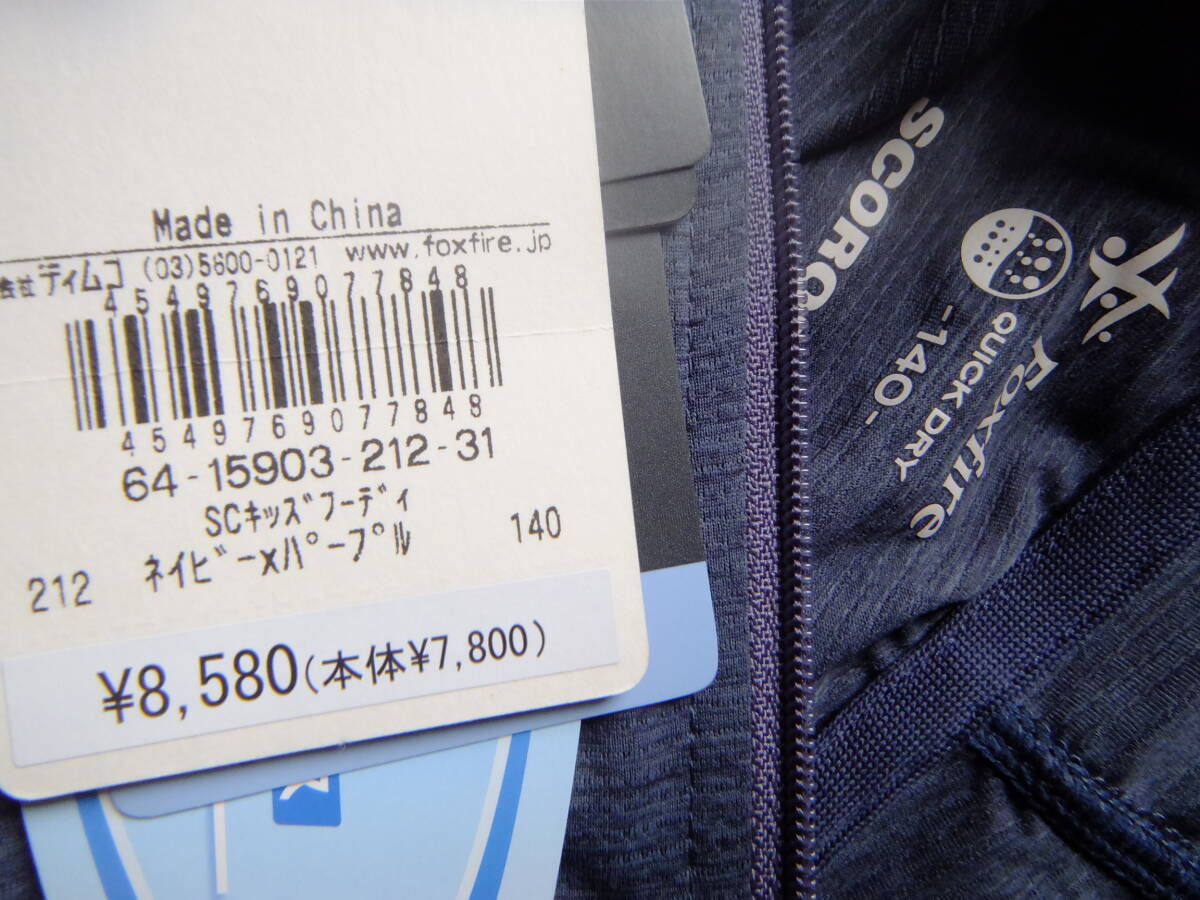 Made in China
会社ティムコ (03)5600-0121 www.foxfire.jp
4549769077848
4549769077848
64-15903-212-31
SCｷｯｽﾞﾌｰﾃﾞｨ
212 ﾈｲﾋﾞｰxﾊﾟｰﾌﾟﾙ 140
¥8,580(本体¥7,800)
SCORO
-140-
QUICK DRY
Foxfire